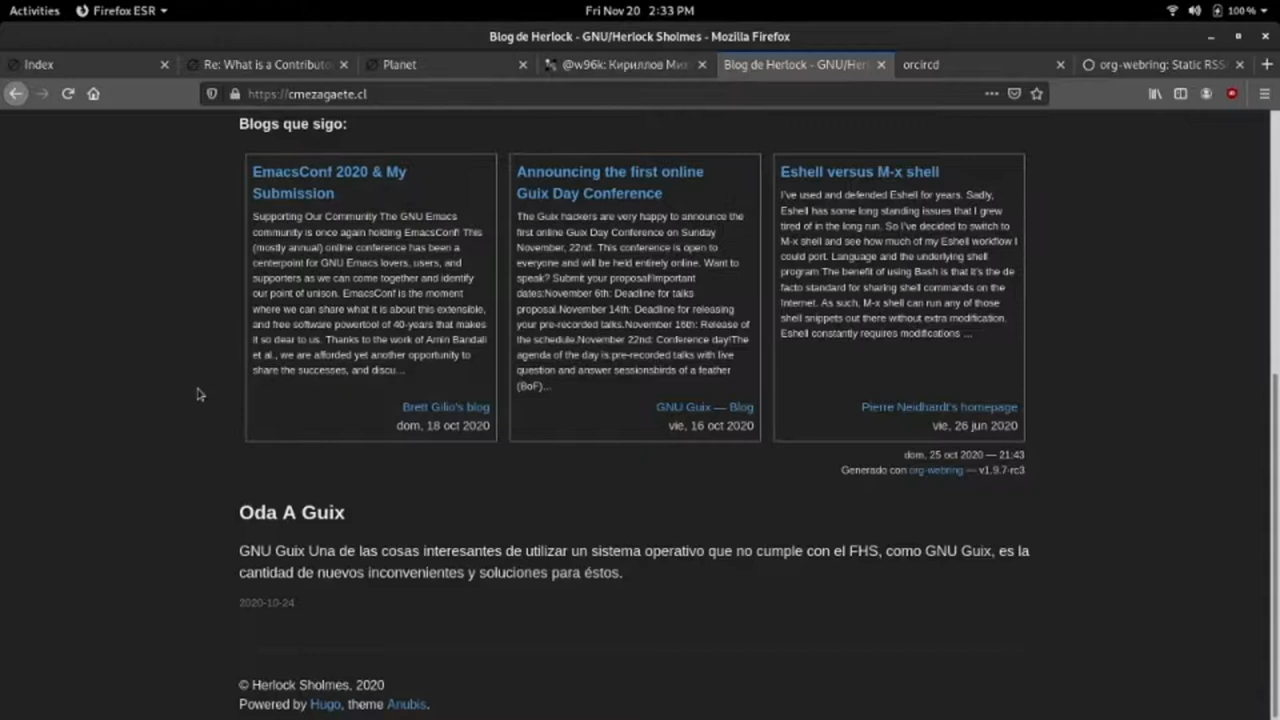 Activities Firefox ESR Fri Nov 20 2:33 PM 100 %
Blog de Herlock - GNU/Herlock Sholmes - Mozilla Firefox
Index Re: What is a Contributo Planet @w96k: Кириллов Ми Blog de Herlock - GNU/Her orcircd org-webring: Static RSS
https://cmezagaete.cl
Blogs que sigo:
EmacsConf 2020 & My
Submission
Supporting Our Community The GNU Emacs
community is once again holding EmacsConf! This
(mostly annual) online conference has been a
centerpoint for GNU Emacs lovers, users, and
supporters as we can come together and identify
our point of unison. EmacsConf is the moment
where we can share what it is about this extensible,
and free software powertool of 40-years that makes
it so dear to us. Thanks to the work of Amin Bandali
et al., we are afforded yet another opportunity to
share the successes, and discu...
Brett Gilio's blog
dom, 18 oct 2020
Announcing the first online
Guix Day Conference
The Guix hackers are very happy to announce the
first online Guix Day Conference on Sunday
November, 22nd. This conference is open to
everyone and will be held entirely online. Want to
speak? Submit your proposal!Important
dates:November 6th: Deadline for talks
proposal.November 14th: Deadline for releasing
your pre-recorded talks.November 16th: Release of
the schedule.November 22nd: Conference day!The
agenda of the day is pre-recorded talks with live
question and answer sessionsbirds of a feather
(BoF)...
GNU Guix — Blog
vie, 16 oct 2020
Eshell versus M-x shell
I've used and defended Eshell for years. Sadly,
Eshell has some long standing issues that I grew
tired of in the long run. So I've decided to switch to
M-x shell and see how much of my Eshell workflow I
could port. Language and the underlying shell
program The benefit of using Bash is that it's the de
facto standard for sharing shell commands on the
Internet. As such, M-x shell can run any of those
shell snippets out there without extra modification.
Eshell constantly requires modifications ...
Pierre Neidhardt's homepage
vie, 26 jun 2020
dom, 25 oct 2020 — 21:43
Generado con org-webring — v1.9.7-rc3
Oda A Guix
GNU Guix Una de las cosas interesantes de utilizar un sistema operativo que no cumple con el FHS, como GNU Guix, es la
cantidad de nuevos inconvenientes y soluciones para éstos.
2020-10-24
© Herlock Sholmes, 2020
Powered by Hugo, theme Anubis.